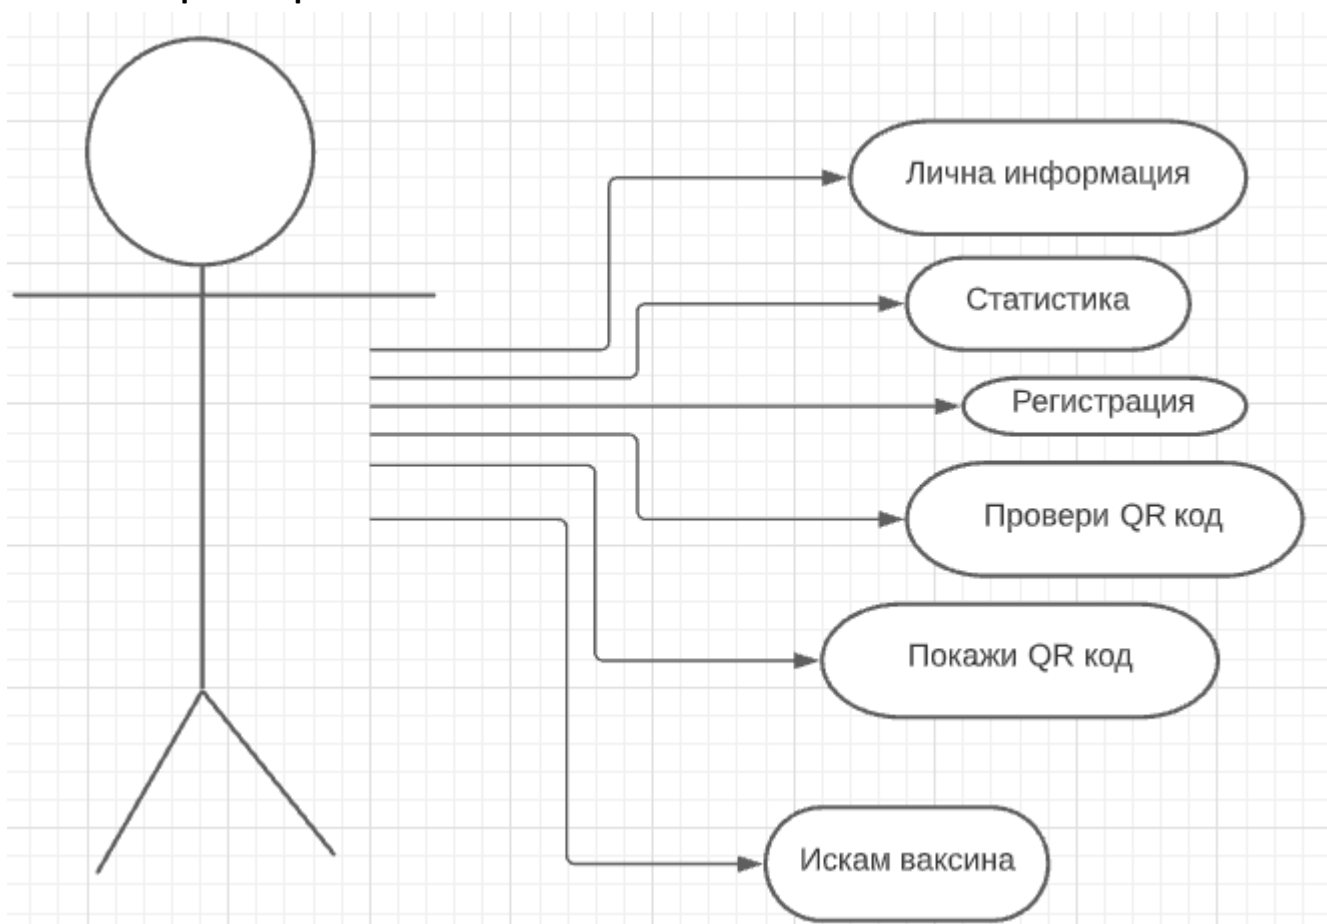 Лична информация
Статистика
Регистрация
Провери QR код
Покажи QR код
Искам ваксина